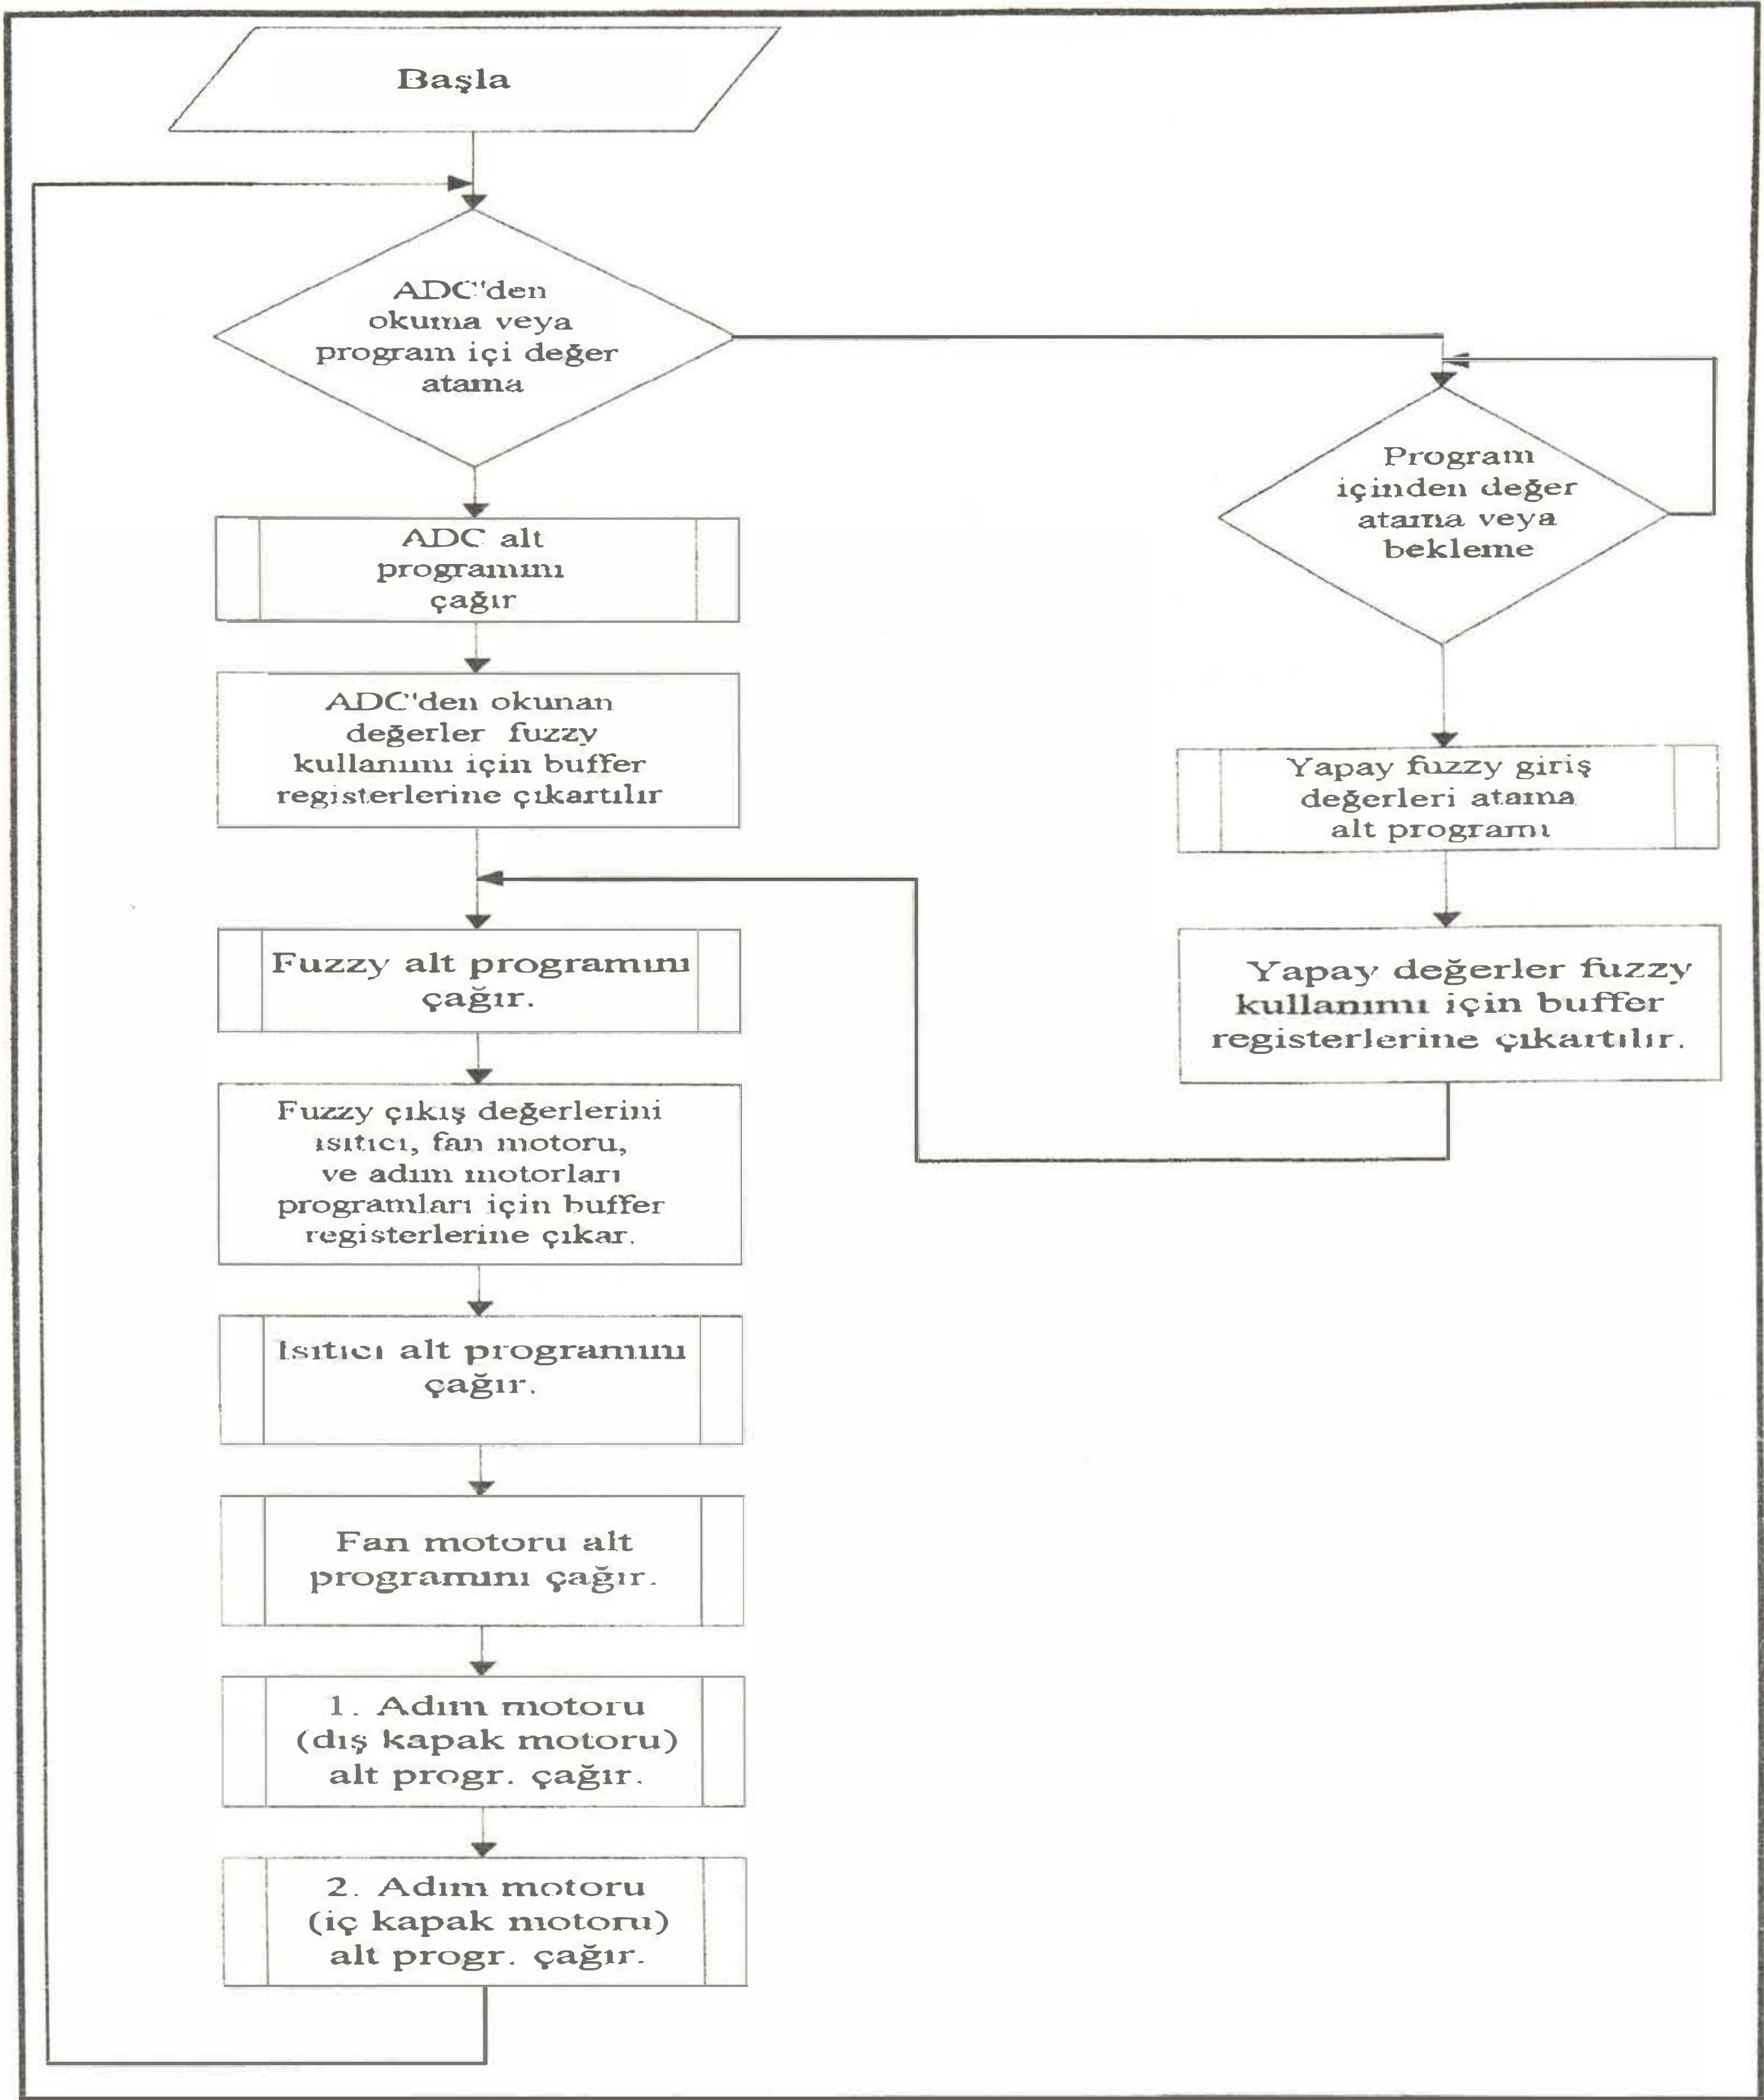 Başla
ADC'den
okuma veya
program içi değer
atama
Program
içinden değer
atama veya
bekleme
ADC alt
programını
çağır
ADC'den okunan
değerler fuzzy
kullanımı için buffer
registerlerine çıkartılır
Yapay fuzzy giriş
değerleri atama
alt programı
Fuzzy alt programını
çağır.
Yapay değerler fuzzy
kullanımı için buffer
registerlerine çıkartılır.
Fuzzy çıkış değerlerini
ısıtıcı, fan motoru,
ve adım motorları
programları için buffer
registerlerine çıkar.
Isıtıcı alt programını
çağır.
Fan motoru alt
programını çağır.
1. Adım motoru
(dış kapak motoru)
alt progr. çağır.
2. Adım motoru
(iç kapak motoru)
alt progr. çağır.